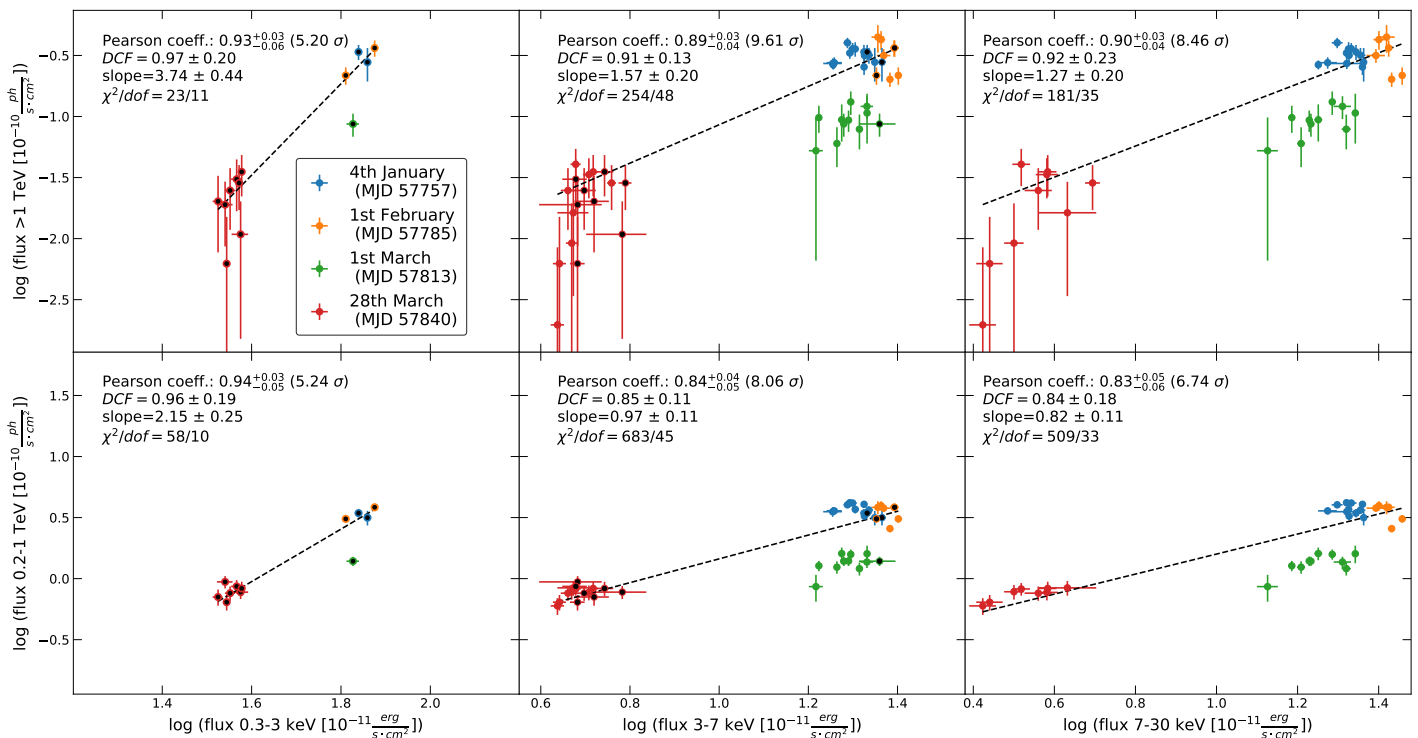 Pearson coeff.: 0.93+0.03−0.06 (5.20 σ)
DCF = 0.97 ± 0.20
slope=3.74 ± 0.44
χ²/dof = 23/11
Pearson coeff.: 0.89+0.03−0.04 (9.61 σ)
DCF = 0.91 ± 0.13
slope=1.57 ± 0.20
χ²/dof = 254/48
Pearson coeff.: 0.90+0.03−0.04 (8.46 σ)
DCF = 0.92 ± 0.23
slope=1.27 ± 0.20
χ²/dof = 181/35
log (flux >1 TeV [10⁻¹⁰ ph/s·cm²])
−0.5
−1.0
−1.5
−2.0
−2.5
4th January
(MJD 57757)
1st February
(MJD 57785)
1st March
(MJD 57813)
28th March
(MJD 57840)
Pearson coeff.: 0.94+0.03−0.05 (5.24 σ)
DCF = 0.96 ± 0.19
slope=2.15 ± 0.25
χ²/dof = 58/10
Pearson coeff.: 0.84+0.04−0.05 (8.06 σ)
DCF = 0.85 ± 0.11
slope=0.97 ± 0.11
χ²/dof = 683/45
Pearson coeff.: 0.83+0.05−0.06 (6.74 σ)
DCF = 0.84 ± 0.18
slope=0.82 ± 0.11
χ²/dof = 509/33
log (flux 0.2-1 TeV [10⁻¹⁰ ph/s·cm²])
1.5
1.0
0.5
0.0
−0.5
1.4 1.6 1.8 2.0
0.6 0.8 1.0 1.2 1.4
0.4 0.6 0.8 1.0 1.2 1.4
log (flux 0.3-3 keV [10⁻¹¹ erg/s·cm²])
log (flux 3-7 keV [10⁻¹¹ erg/s·cm²])
log (flux 7-30 keV [10⁻¹¹ erg/s·cm²])